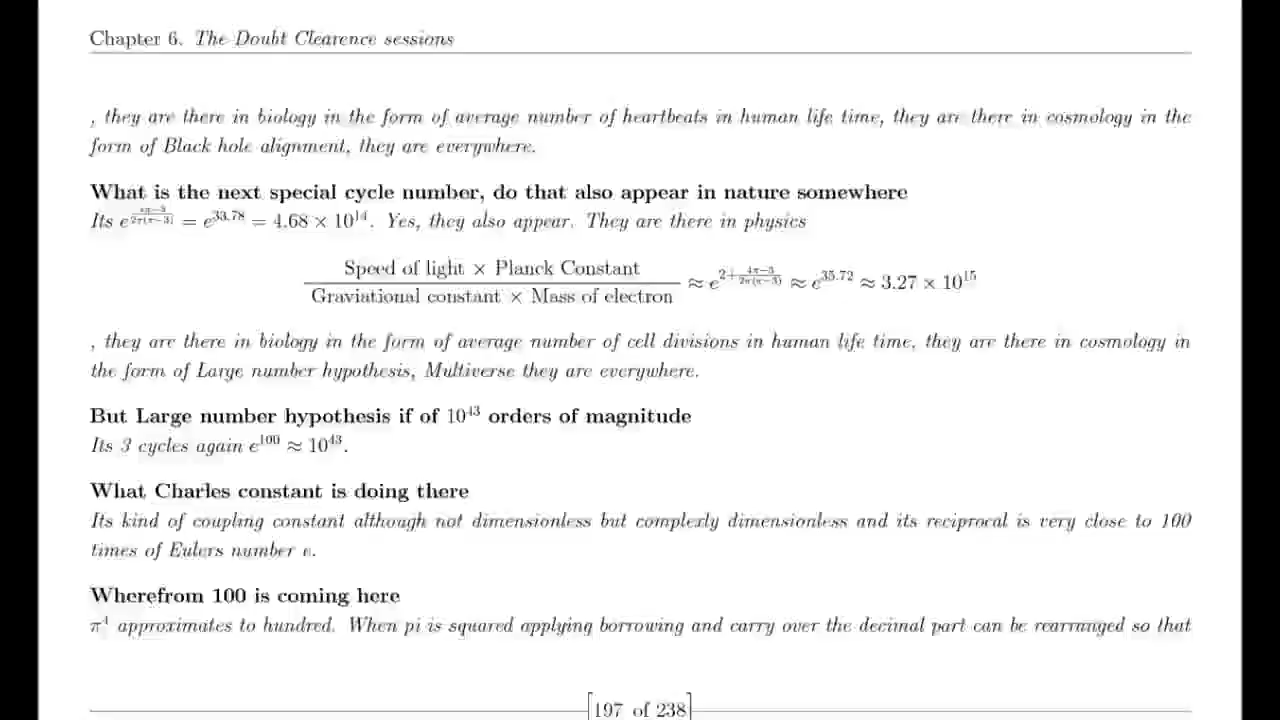 Chapter 6. The Doubt Clearence sessions
, they are there in biology in the form of average number of heartbeats in human life time, they are there in cosmology in the
form of Black hole alignment, they are everywhere.
What is the next special cycle number, do that also appear in nature somewhere
Its e^{\frac{π−3}{2π(π−3)}} = e^{33.78} = 4.68 × 10^{14}. Yes, they also appear. They are there in physics
\frac{Speed of light × Planck Constant}{Graviational constant × Mass of electron} ≈ e^{2+\frac{4π−3}{2π(π−3)}} ≈ e^{35.72} ≈ 3.27 × 10^{15}
, they are there in biology in the form of average number of cell divisions in human life time, they are there in cosmology in
the form of Large number hypothesis, Multiverse they are everywhere.
But Large number hypothesis if of 10^{43} orders of magnitude
Its 3 cycles again e^{100} ≈ 10^{43}.
What Charles constant is doing there
Its kind of coupling constant although not dimensionless but complexly dimensionless and its reciprocal is very close to 100
times of Eulers number e.
Wherefrom 100 is coming here
π^4 approximates to hundred. When pi is squared applying borrowing and carry over the decimal part can be rearranged so that
[197 of 238]